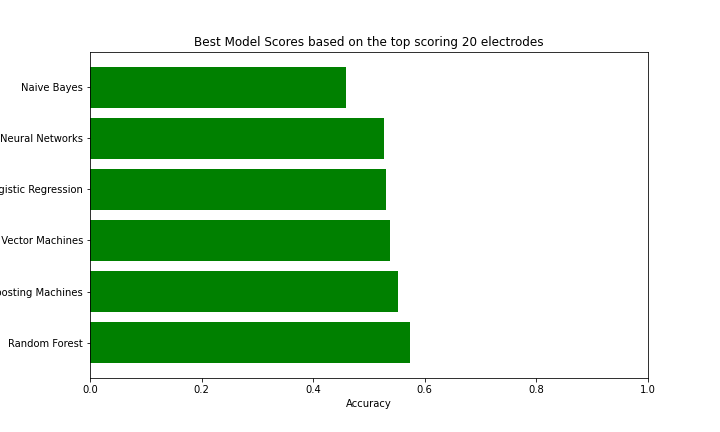 Best Model Scores based on the top scoring 20 electrodes
Naive Bayes
Neural Networks
gistic Regression
Vector Machines
osting Machines
Random Forest
0.0 0.2 0.4 0.6 0.8 1.0
Accuracy